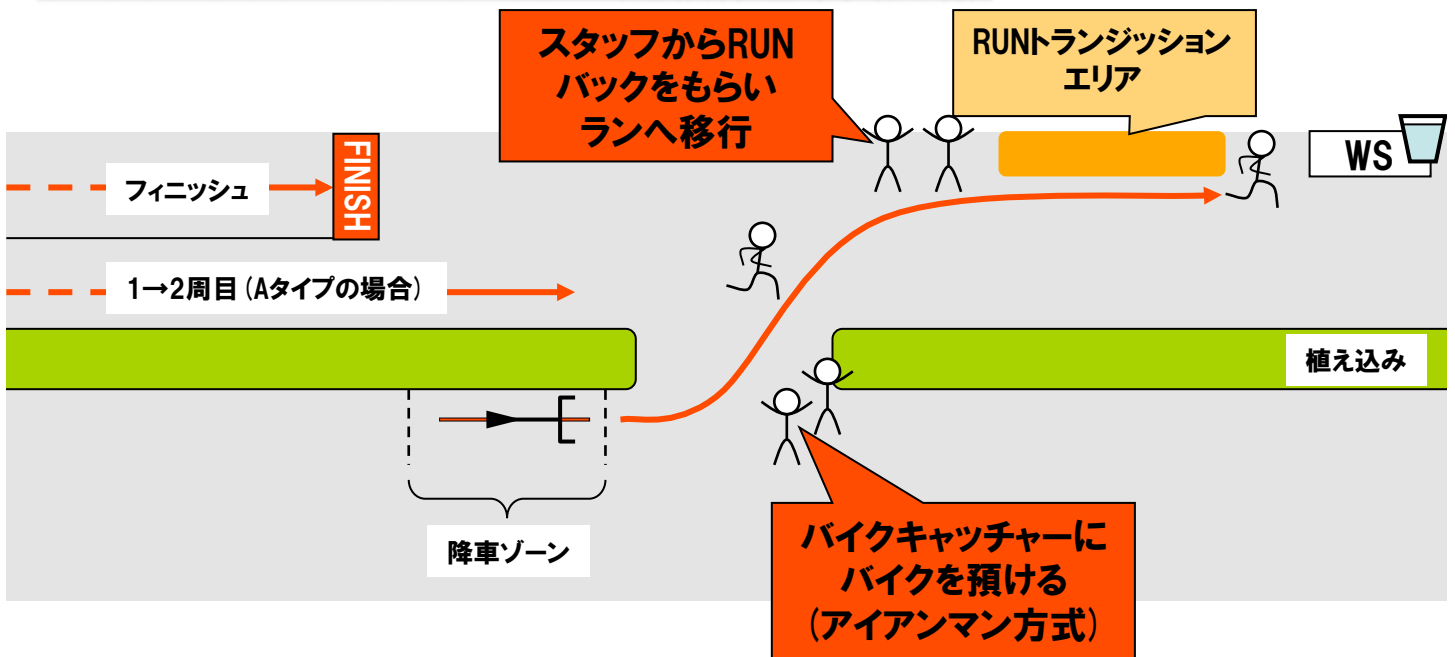 スタッフからRUN
バックをもらい
ランへ移行
RUNトランジッション
エリア
フィニッシュ
FINISH
WS
1→2周目(Aタイプの場合)
植え込み
降車ゾーン
バイクキャッチャーに
バイクを預ける
(アイアンマン方式)